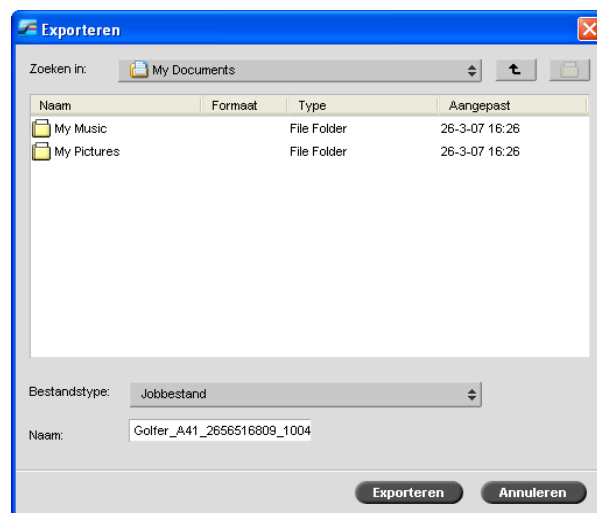 Exporteren
Zoeken in: My Documents
Naam Formaat Type Aangepast
My Music File Folder 26-3-07 16:26
My Pictures File Folder 26-3-07 16:26
Bestandstype: Jobbestand
Naam: Golfer_A41_2656516809_1004
Exporteren Annuleren